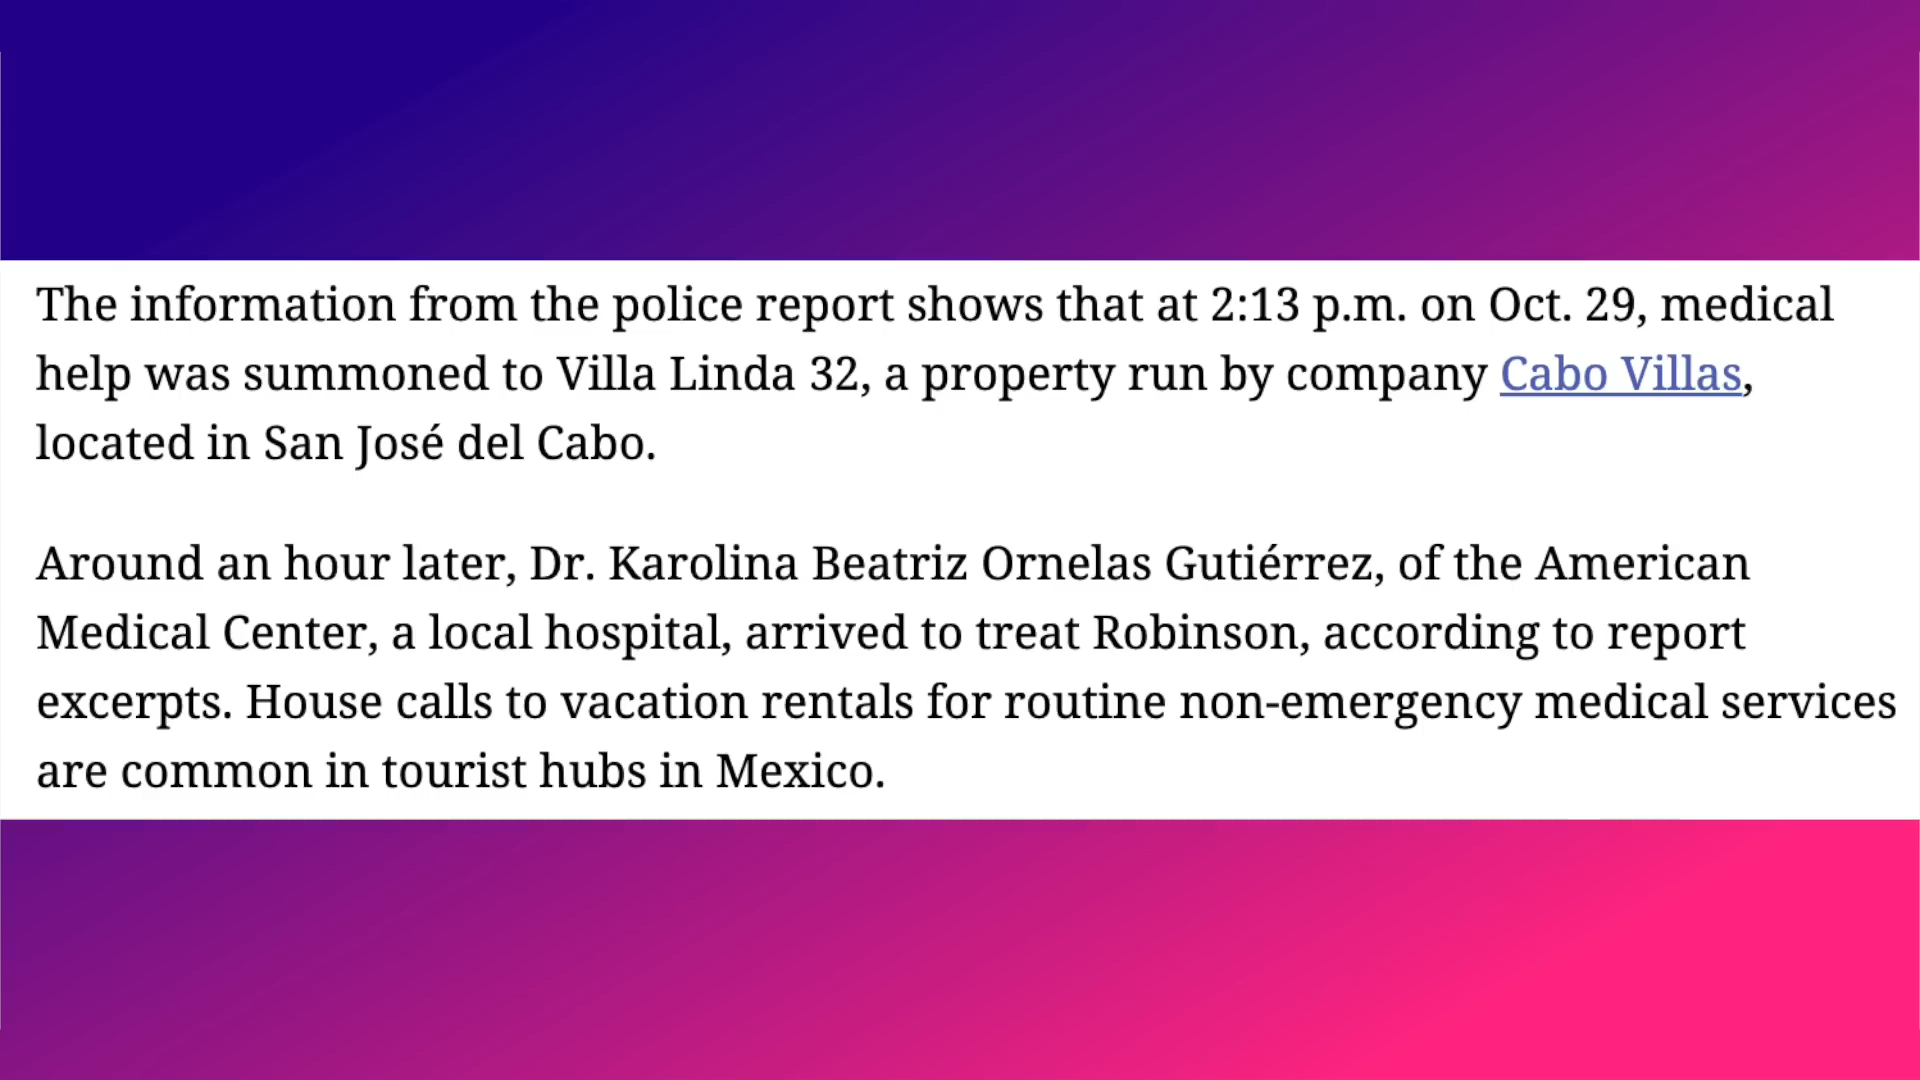 The information from the police report shows that at 2:13 p.m. on Oct. 29, medical
help was summoned to Villa Linda 32, a property run by company Cabo Villas,
located in San José del Cabo.
Around an hour later, Dr. Karolina Beatriz Ornelas Gutiérrez, of the American
Medical Center, a local hospital, arrived to treat Robinson, according to report
excerpts. House calls to vacation rentals for routine non-emergency medical services
are common in tourist hubs in Mexico.